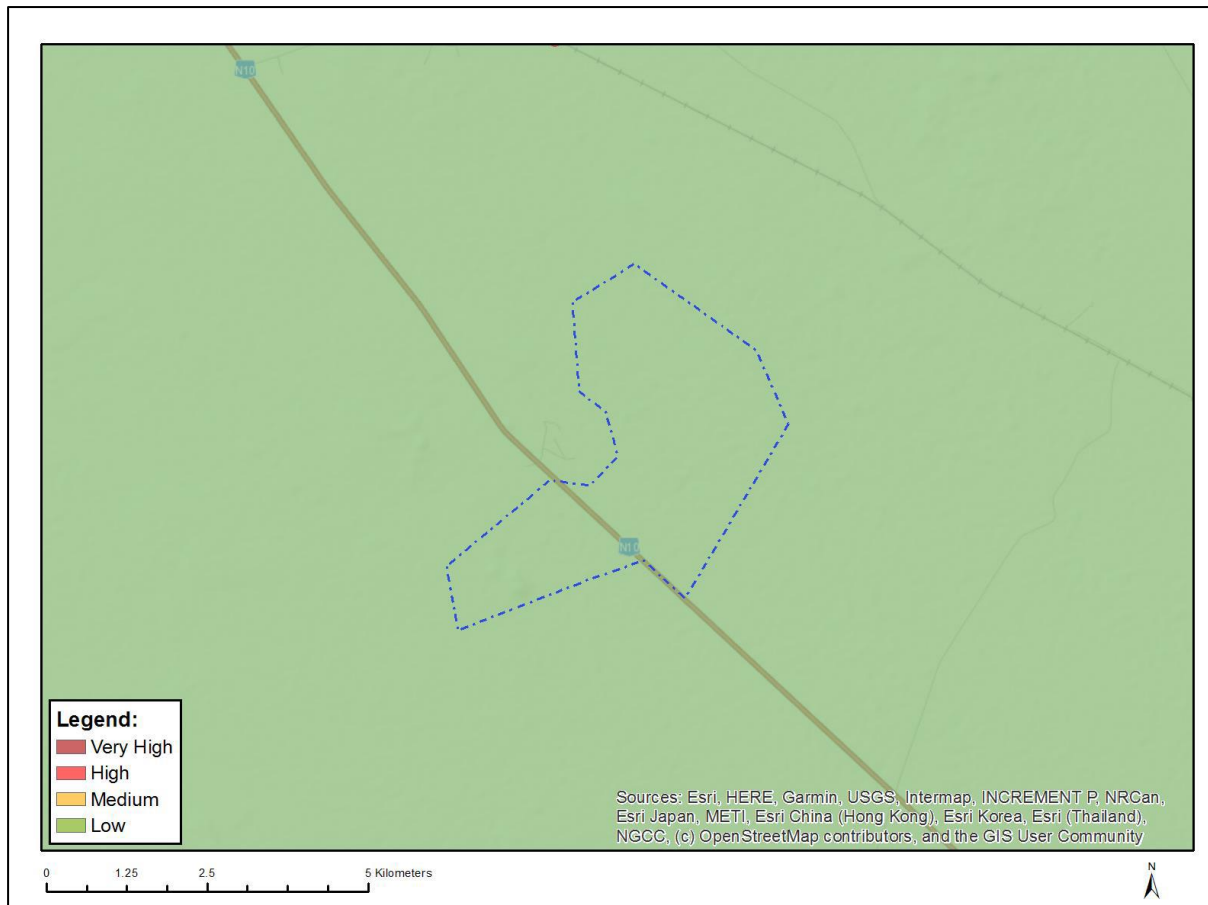 N10
N10
Legend:
Very High
High
Medium
Low
Sources: Esri, HERE, Garmin, USGS, Intermap, INCREMENT P, NRCan,
Esri Japan, METI, Esri China (Hong Kong), Esri Korea, Esri (Thailand),
NGCC, (c) OpenStreetMap contributors, and the GIS User Community
0 1.25 2.5 5 Kilometers
N